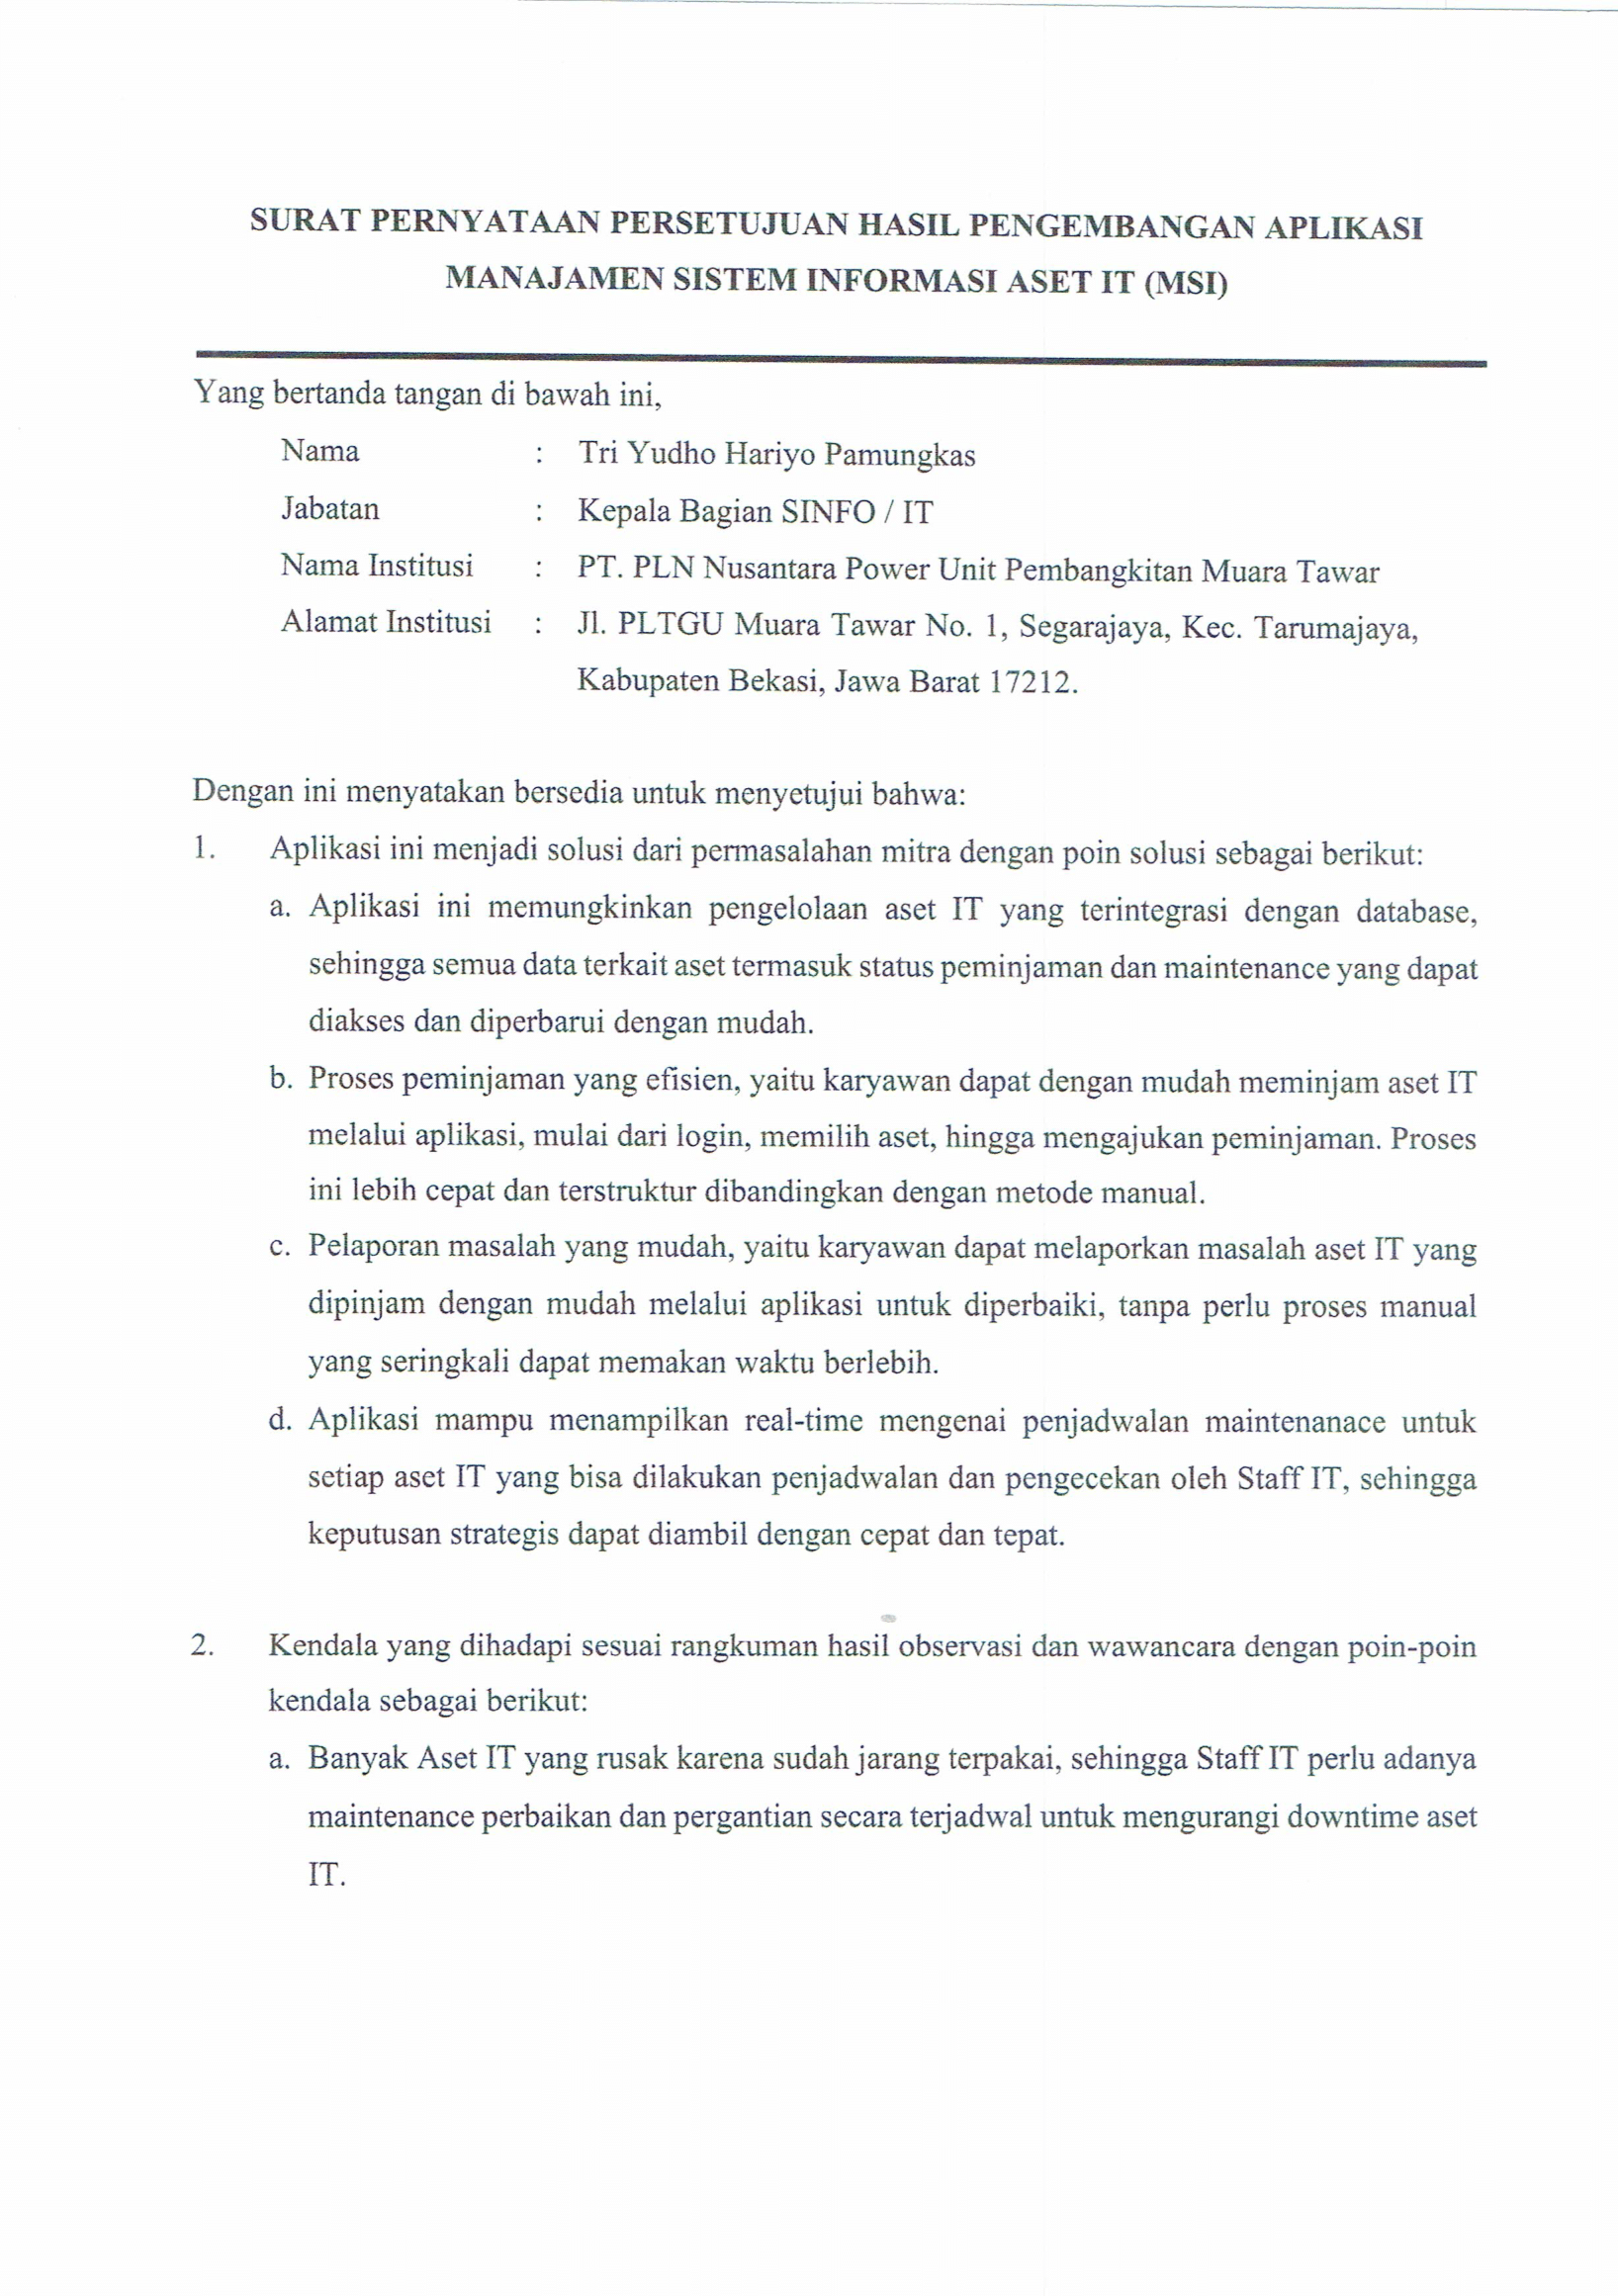 SURAT PERNYATAAN PERSETUJUAN HASIL PENGEMBANGAN APLIKASI
MANAJAMEN SISTEM INFORMASI ASET IT (MSI)
Yang bertanda tangan di bawah ini,
Nama : Tri Yudho Hariyo Pamungkas
Jabatan : Kepala Bagian SINFO / IT
Nama Institusi : PT. PLN Nusantara Power Unit Pembangkitan Muara Tawar
Alamat Institusi : Jl. PLTGU Muara Tawar No. 1, Segarajaya, Kec. Tarumajaya,
Kabupaten Bekasi, Jawa Barat 17212.
Dengan ini menyatakan bersedia untuk menyetujui bahwa:
1. Aplikasi ini menjadi solusi dari permasalahan mitra dengan poin solusi sebagai berikut:
a. Aplikasi ini memungkinkan pengelolaan aset IT yang terintegrasi dengan database,
sehingga semua data terkait aset termasuk status peminjaman dan maintenance yang dapat
diakses dan diperbarui dengan mudah.
b. Proses peminjaman yang efisien, yaitu karyawan dapat dengan mudah meminjam aset IT
melalui aplikasi, mulai dari login, memilih aset, hingga mengajukan peminjaman. Proses
ini lebih cepat dan terstruktur dibandingkan dengan metode manual.
c. Pelaporan masalah yang mudah, yaitu karyawan dapat melaporkan masalah aset IT yang
dipinjam dengan mudah melalui aplikasi untuk diperbaiki, tanpa perlu proses manual
yang seringkali dapat memakan waktu berlebih.
d. Aplikasi mampu menampilkan real-time mengenai penjadwalan maintenanace untuk
setiap aset IT yang bisa dilakukan penjadwalan dan pengecekan oleh Staff IT, sehingga
keputusan strategis dapat diambil dengan cepat dan tepat.
2. Kendala yang dihadapi sesuai rangkuman hasil observasi dan wawancara dengan poin-poin
kendala sebagai berikut:
a. Banyak Aset IT yang rusak karena sudah jarang terpakai, sehingga Staff IT perlu adanya
maintenance perbaikan dan pergantian secara terjadwal untuk mengurangi downtime aset
IT.